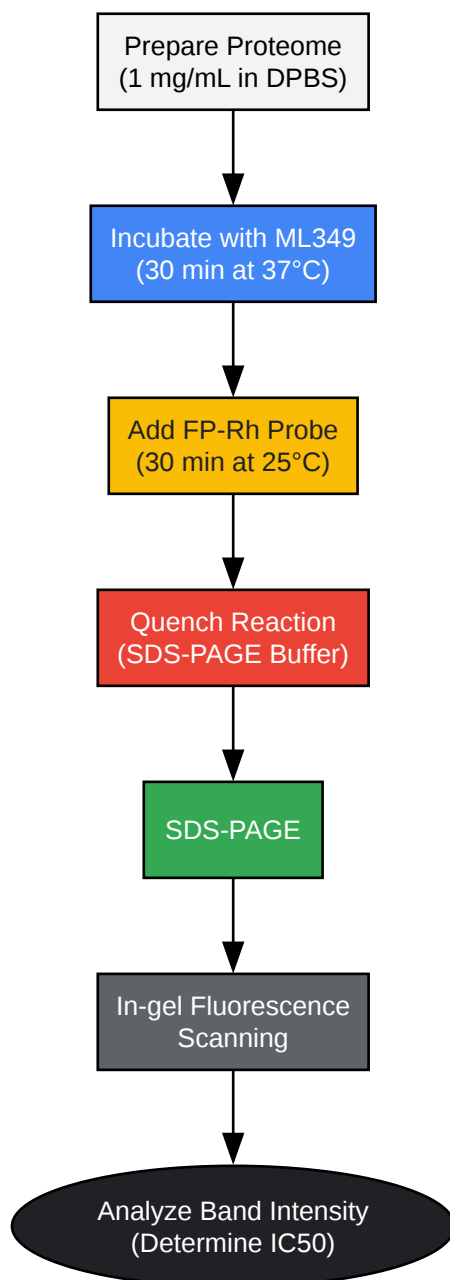 Prepare Proteome
(1 mg/mL in DPBS)
Incubate with ML349
(30 min at 37°C)
Add FP-Rh Probe
(30 min at 25°C)
Quench Reaction
(SDS-PAGE Buffer)
SDS-PAGE
In-gel Fluorescence
Scanning
Analyze Band Intensity
(Determine IC50)